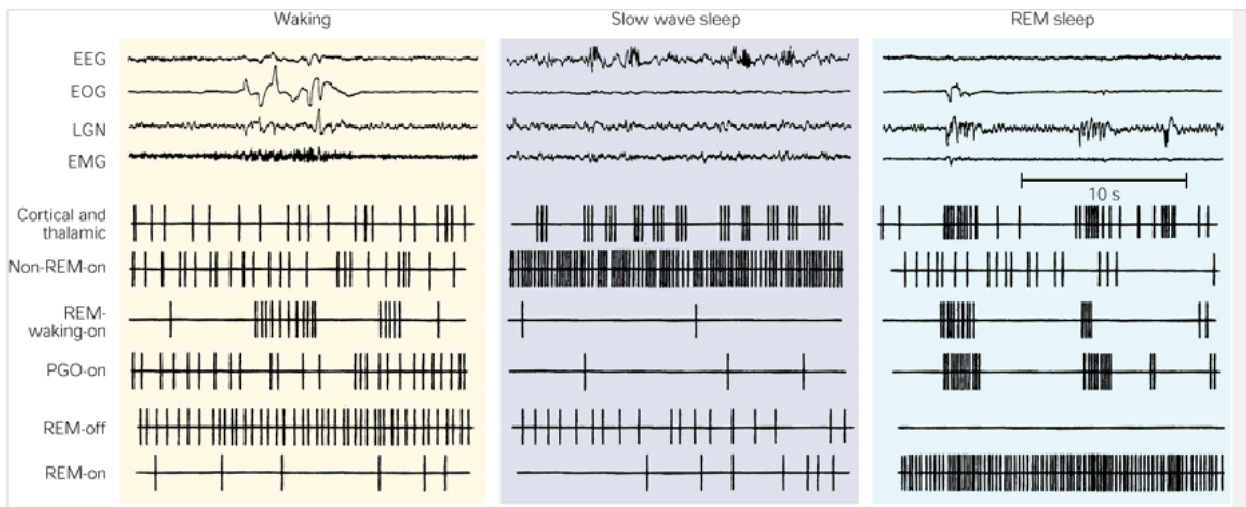 Waking
Slow wave sleep
REM sleep
EEG
EOG
LGN
EMG
10 s
Cortical and
thalamic
Non-REM-on
REM-
waking-on
PGO-on
REM-off
REM-on